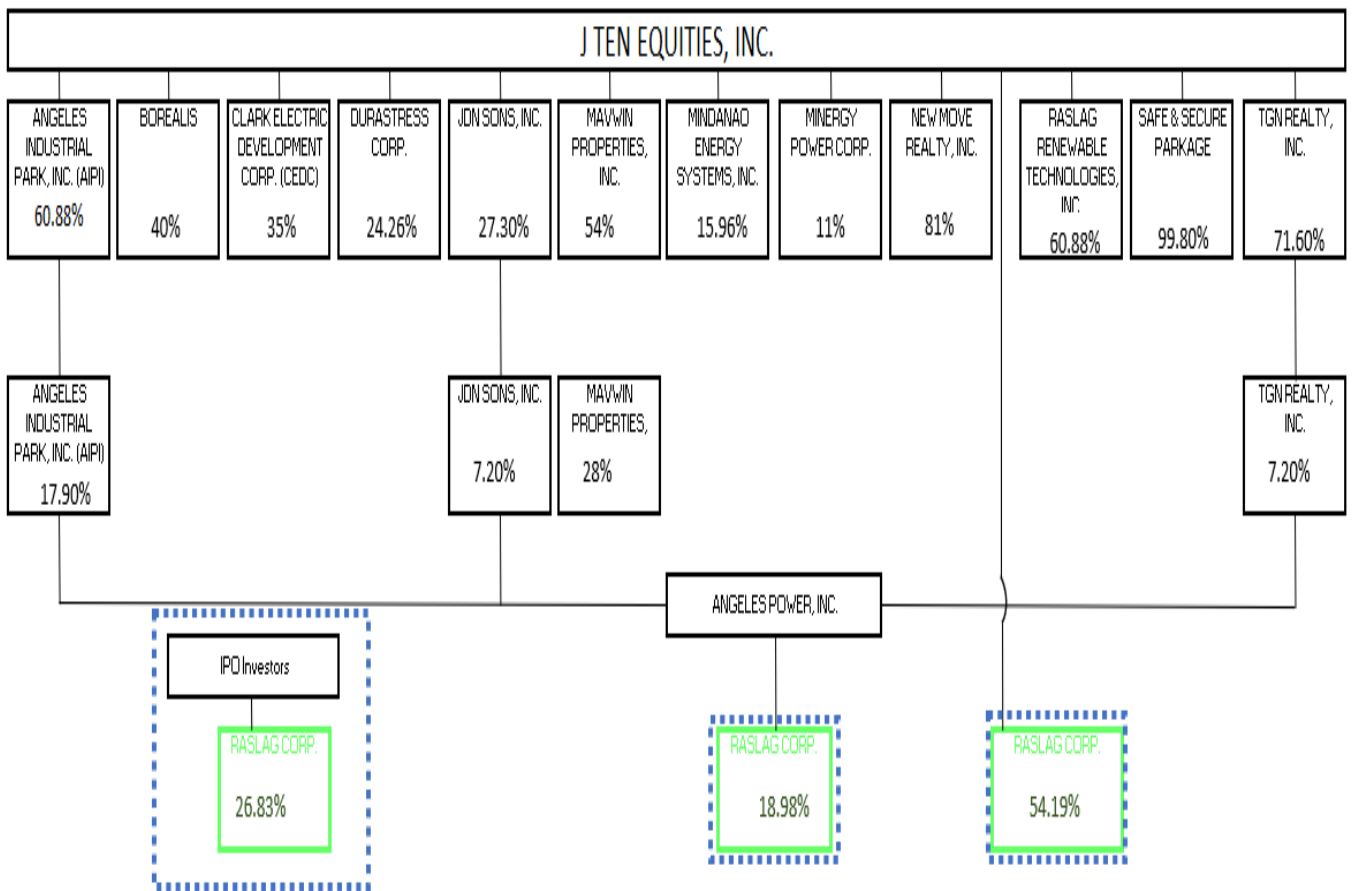 J TEN EQUITIES, INC.
ANGELES
INDUSTRIAL
PARK, INC. (AIPI)
60.88%
BOREALIS
40%
CLARK ELECTRIC
DEVELOPMENT
CORP. (CEDC)
35%
DURASTRESS
CORP.
24.26%
JDN SONS, INC.
27.30%
MAVWIN
PROPERTIES,
INC.
54%
MINDANAO
ENERGY
SYSTEMS, INC.
15.96%
MINERGY
POWER CORP.
11%
NEW MOVE
REALTY, INC.
81%
RASLAG
RENEWABLE
TECHNOLOGIES,
INC.
60.88%
SAFE & SECURE
PARKAGE
99.80%
TGN REALTY,
INC.
71.60%
ANGELES
INDUSTRIAL
PARK, INC. (AIPI)
17.90%
JDN SONS, INC.
7.20%
MAVWIN
PROPERTIES,
28%
TGN REALTY,
INC.
7.20%
ANGELES POWER, INC.
IPO Investors
RASLAG CORP.
26.83%
RASLAG CORP.
18.98%
RASLAG CORP.
54.19%